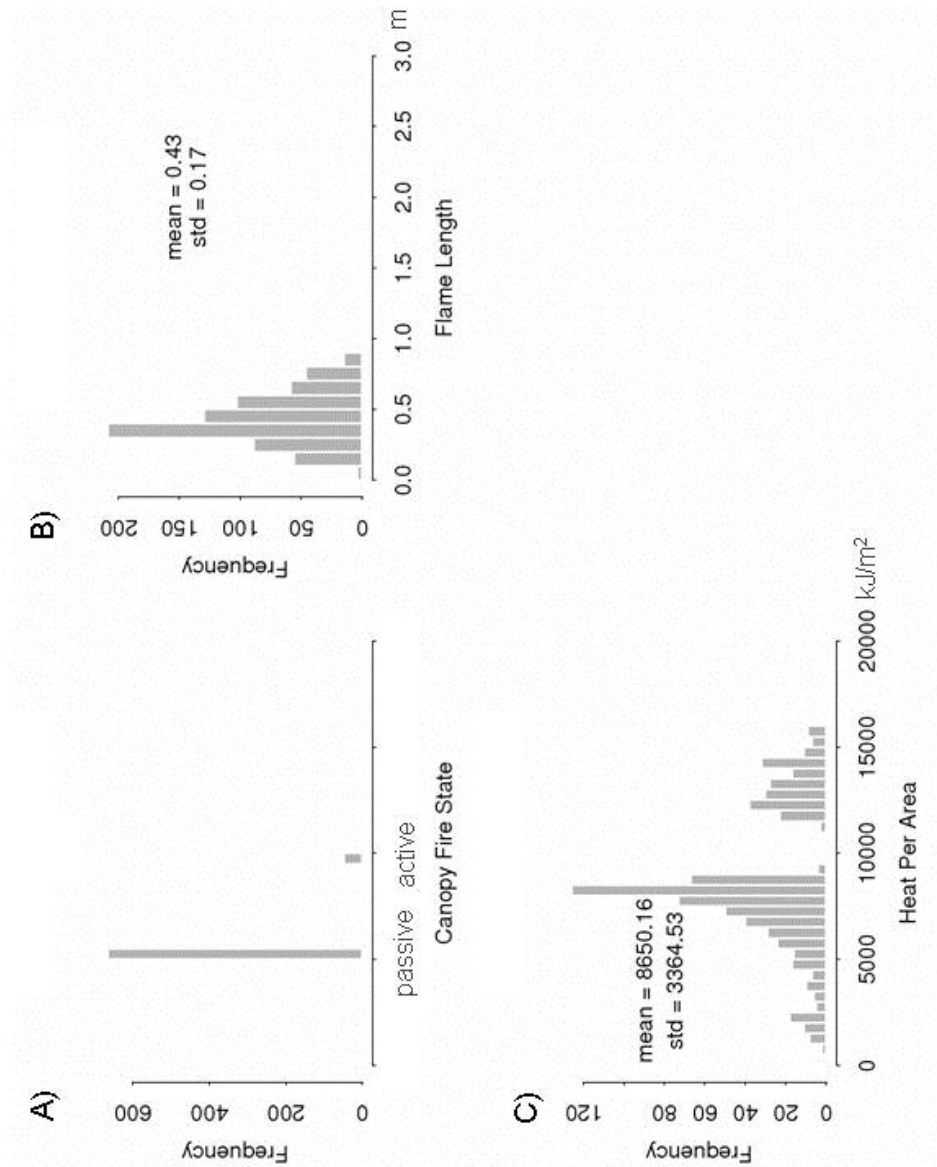 A)
Frequency
600
400
200
0
passive active
Canopy Fire State
B)
Frequency
200
150
100
50
0
mean = 0.43
std = 0.17
0.0 0.5 1.0 1.5 2.0 2.5 3.0 m
Flame Length
C)
Frequency
120
80
60
40
20
0
mean = 8650.16
std = 3364.53
0 5000 10000 15000 20000 kJ/m²
Heat Per Area